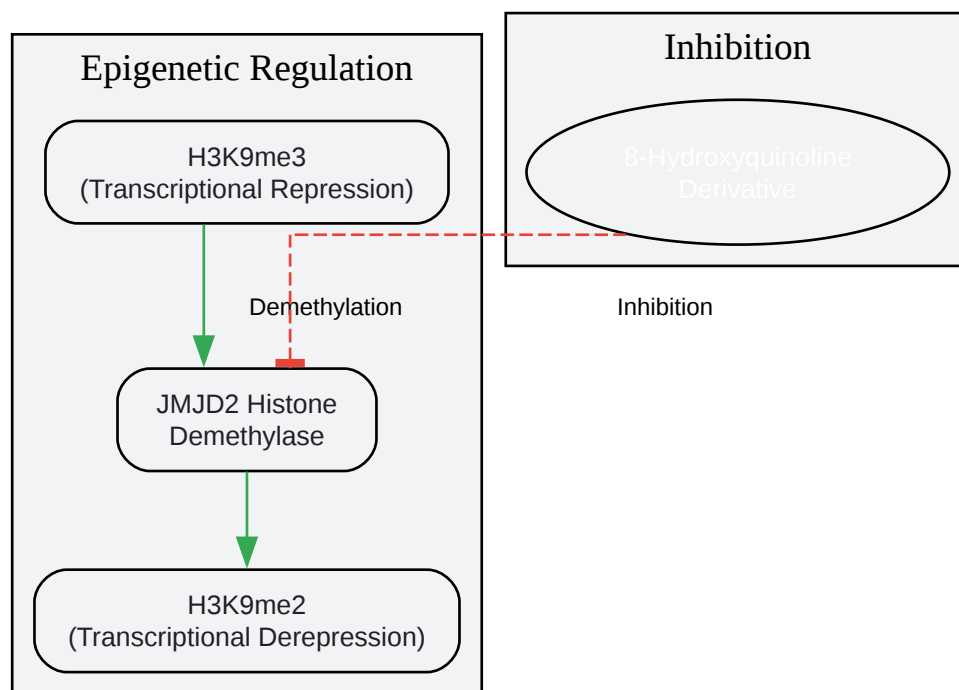 Epigenetic Regulation
H3K9me3
(Transcriptional Repression)
Demethylation
JMJD2 Histone
Demethylase
H3K9me2
(Transcriptional Derepression)
Inhibition
8-Hydroxyquinoline
Derivative
Inhibition